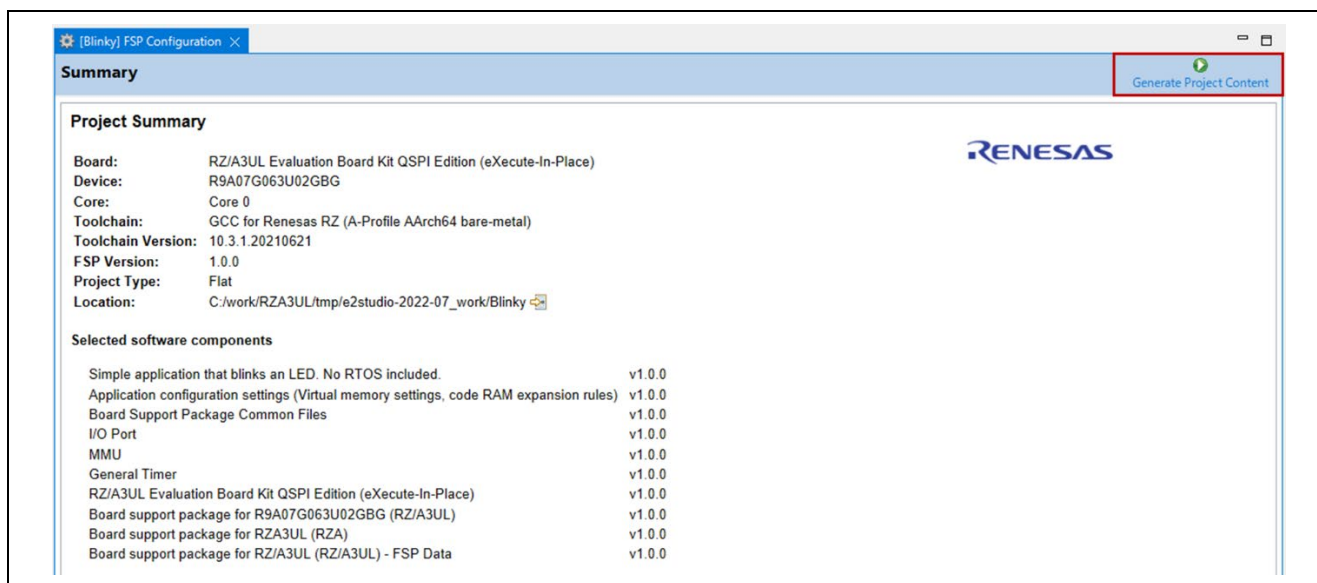 [Blinky] FSP Configuration
Summary
Generate Project Content
Project Summary
RENESAS
Board: RZ/A3UL Evaluation Board Kit QSPI Edition (eXecute-In-Place)
Device: R9A07G063U02GBG
Core: Core 0
Toolchain: GCC for Renesas RZ (A-Profile AArch64 bare-metal)
Toolchain Version: 10.3.1.20210621
FSP Version: 1.0.0
Project Type: Flat
Location: C:/work/RZA3UL/tmp/e2studio-2022-07_work/Blinky
Selected software components
Simple application that blinks an LED. No RTOS included. v1.0.0
Application configuration settings (Virtual memory settings, code RAM expansion rules) v1.0.0
Board Support Package Common Files v1.0.0
I/O Port v1.0.0
MMU v1.0.0
General Timer v1.0.0
RZ/A3UL Evaluation Board Kit QSPI Edition (eXecute-In-Place) v1.0.0
Board support package for R9A07G063U02GBG (RZ/A3UL) v1.0.0
Board support package for RZA3UL (RZA) v1.0.0
Board support package for RZ/A3UL (RZ/A3UL) - FSP Data v1.0.0